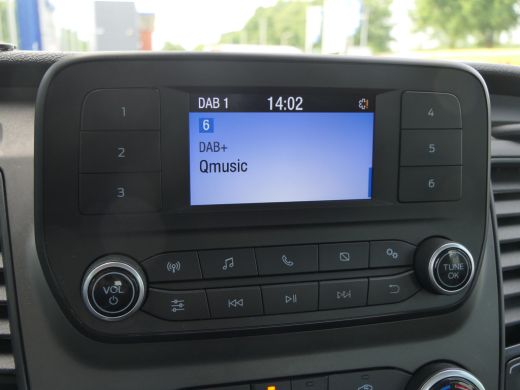 DAB 1 14:02
6
DAB+
Qmusic
1
2
3
4
5
6
VOL
TUNE
OK